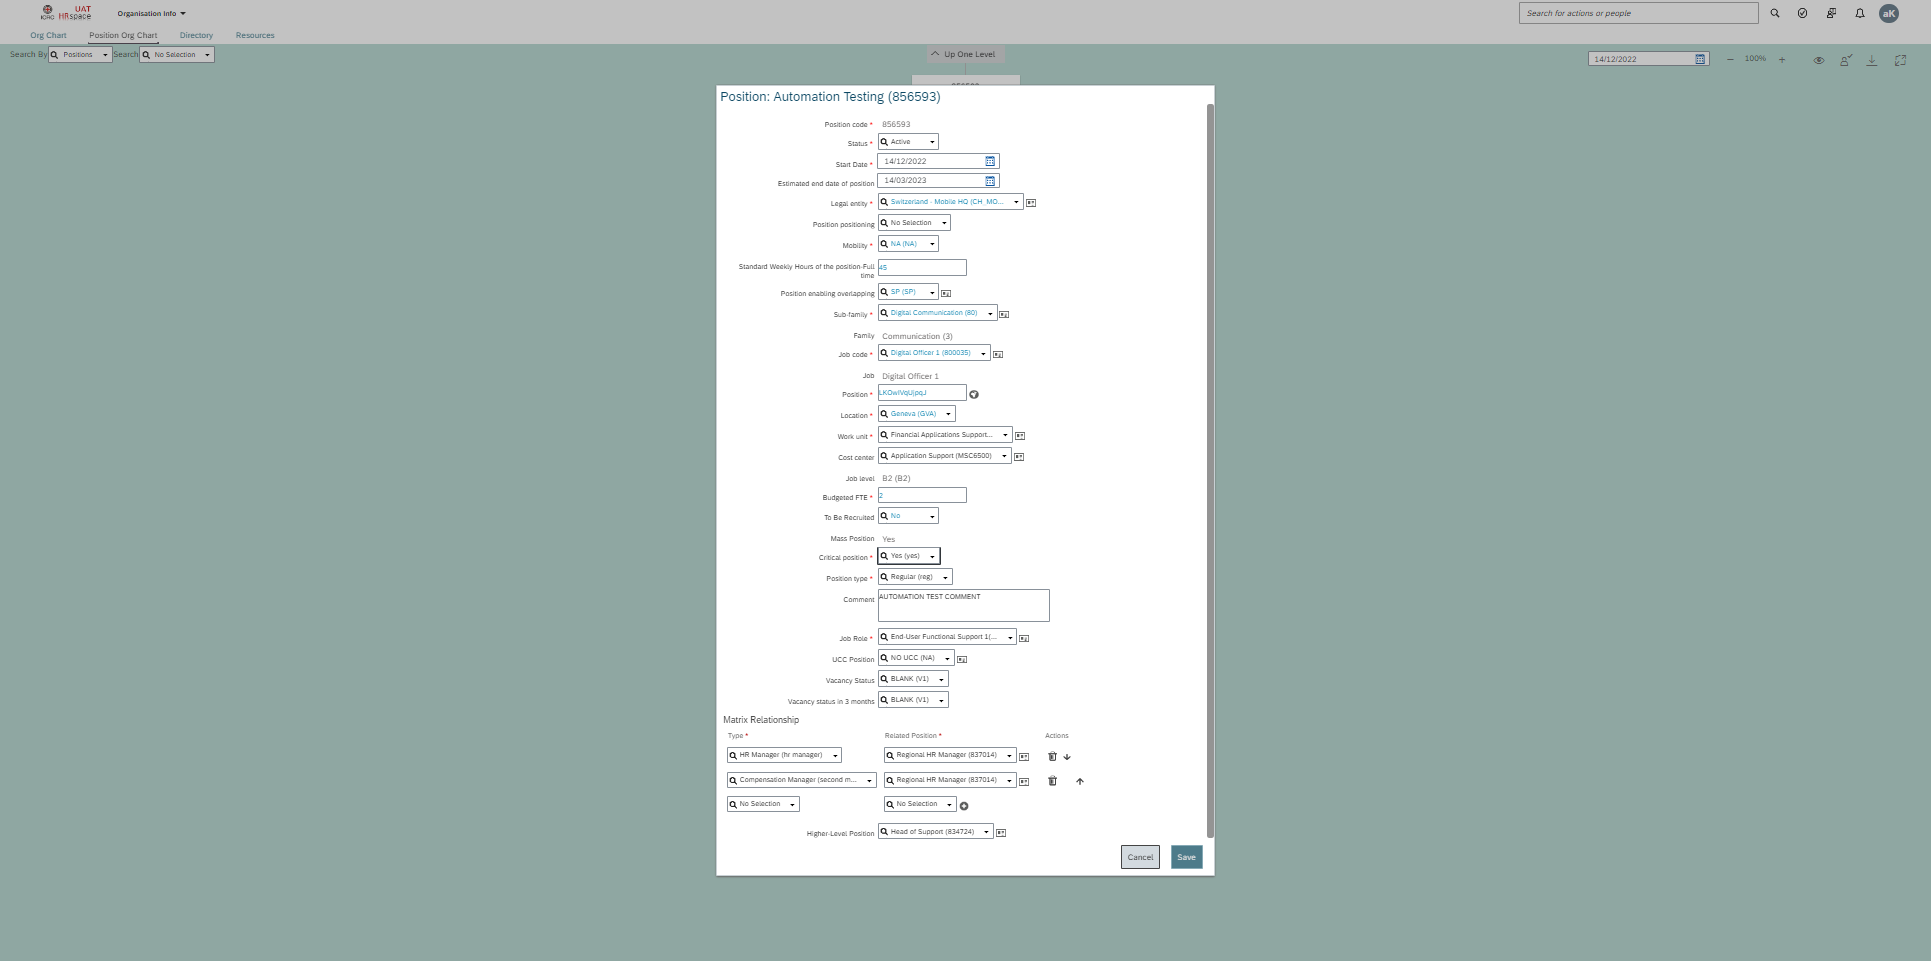 ICRC
UAT
HRspace
Organisation Info
Search for actions or people
aK
Org Chart
Position Org Chart
Directory
Resources
Search By
Positions
Search
No Selection
Up One Level
14/12/2022
100%
Position: Automation Testing (856593)
Position code * 856593
Status * Active
Start Date * 14/12/2022
Estimated end date of position 14/03/2023
Legal entity * Switzerland - Mobile HQ (CH_MO...
Position positioning No Selection
Mobility * NA (NA)
Standard Weekly Hours of the position-Full
time
45
Position enabling overlapping SP (SP)
Sub-family * Digital Communication (80)
Family Communication (3)
Job code * Digital Officer 1 (800035)
Job Digital Officer 1
Position *
Location * Geneva (GVA)
Work unit * Financial Applications Support...
Cost center Application Support (MSC6500)
Job level B2 (B2)
Budgeted FTE * 2
To Be Recruited No
Mass Position Yes
Critical position * Yes (yes)
Position type * Regular (reg)
Comment AUTOMATION TEST COMMENT
Job Role * End-User Functional Support 1(...
UCC Position NO UCC (NA)
Vacancy Status BLANK (V1)
Vacancy status in 3 months BLANK (V1)
Matrix Relationship
Type * Related Position * Actions
HR Manager (hr manager) Regional HR Manager (837014)
Compensation Manager (second m... Regional HR Manager (837014)
No Selection No Selection
Higher-Level Position Head of Support (834724)
Cancel Save